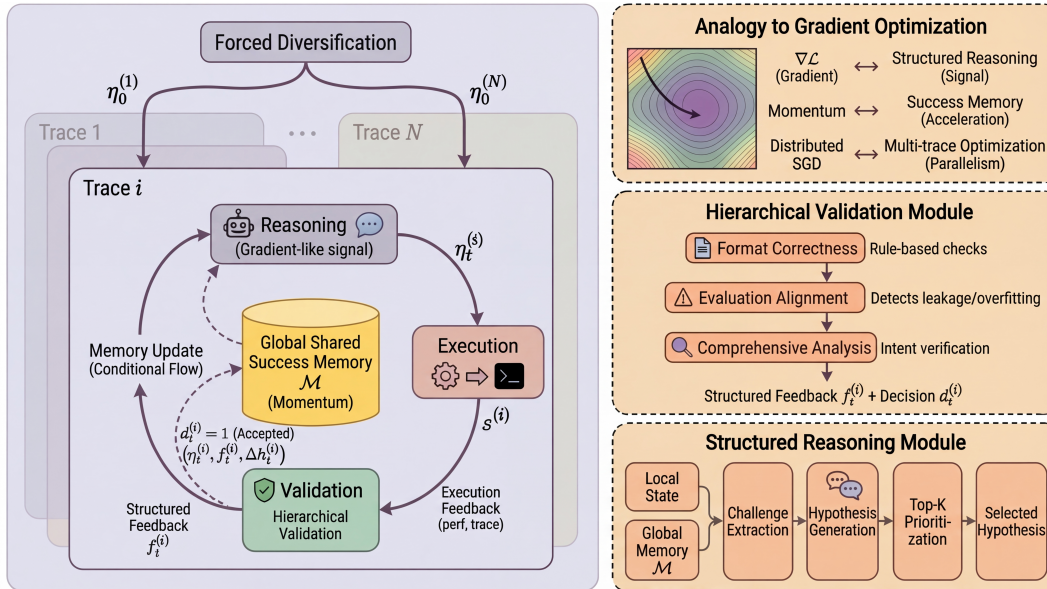 Forced Diversification
η₀⁽¹⁾
η₀⁽ᴺ⁾
Trace 1
...
Trace N
Trace i
Reasoning
(Gradient-like signal)
ηₜ⁽ⁱ⁾
Memory Update
(Conditional Flow)
Global Shared
Success Memory
ℳ
(Momentum)
Execution
s⁽ⁱ⁾
dₜ⁽ⁱ⁾ = 1 (Accepted)
(ηₜ⁽ⁱ⁾, fₜ⁽ⁱ⁾, Δhₜ⁽ⁱ⁾)
Validation
Hierarchical
Validation
Execution
Feedback
(perf, trace)
Structured
Feedback
fₜ⁽ⁱ⁾
Analogy to Gradient Optimization
∇ℒ ↔ Structured Reasoning
(Gradient) (Signal)
Momentum ↔ Success Memory
(Acceleration)
Distributed ↔ Multi-trace Optimization
SGD (Parallelism)
Hierarchical Validation Module
Format Correctness Rule-based checks
Evaluation Alignment Detects leakage/overfitting
Comprehensive Analysis Intent verification
Structured Feedback fₜ⁽ⁱ⁾ + Decision dₜ⁽ⁱ⁾
Structured Reasoning Module
Local
State
Global
Memory
ℳ
Challenge
Extraction
Hypothesis
Generation
Top-K
Prioriti-
zation
Selected
Hypothesis